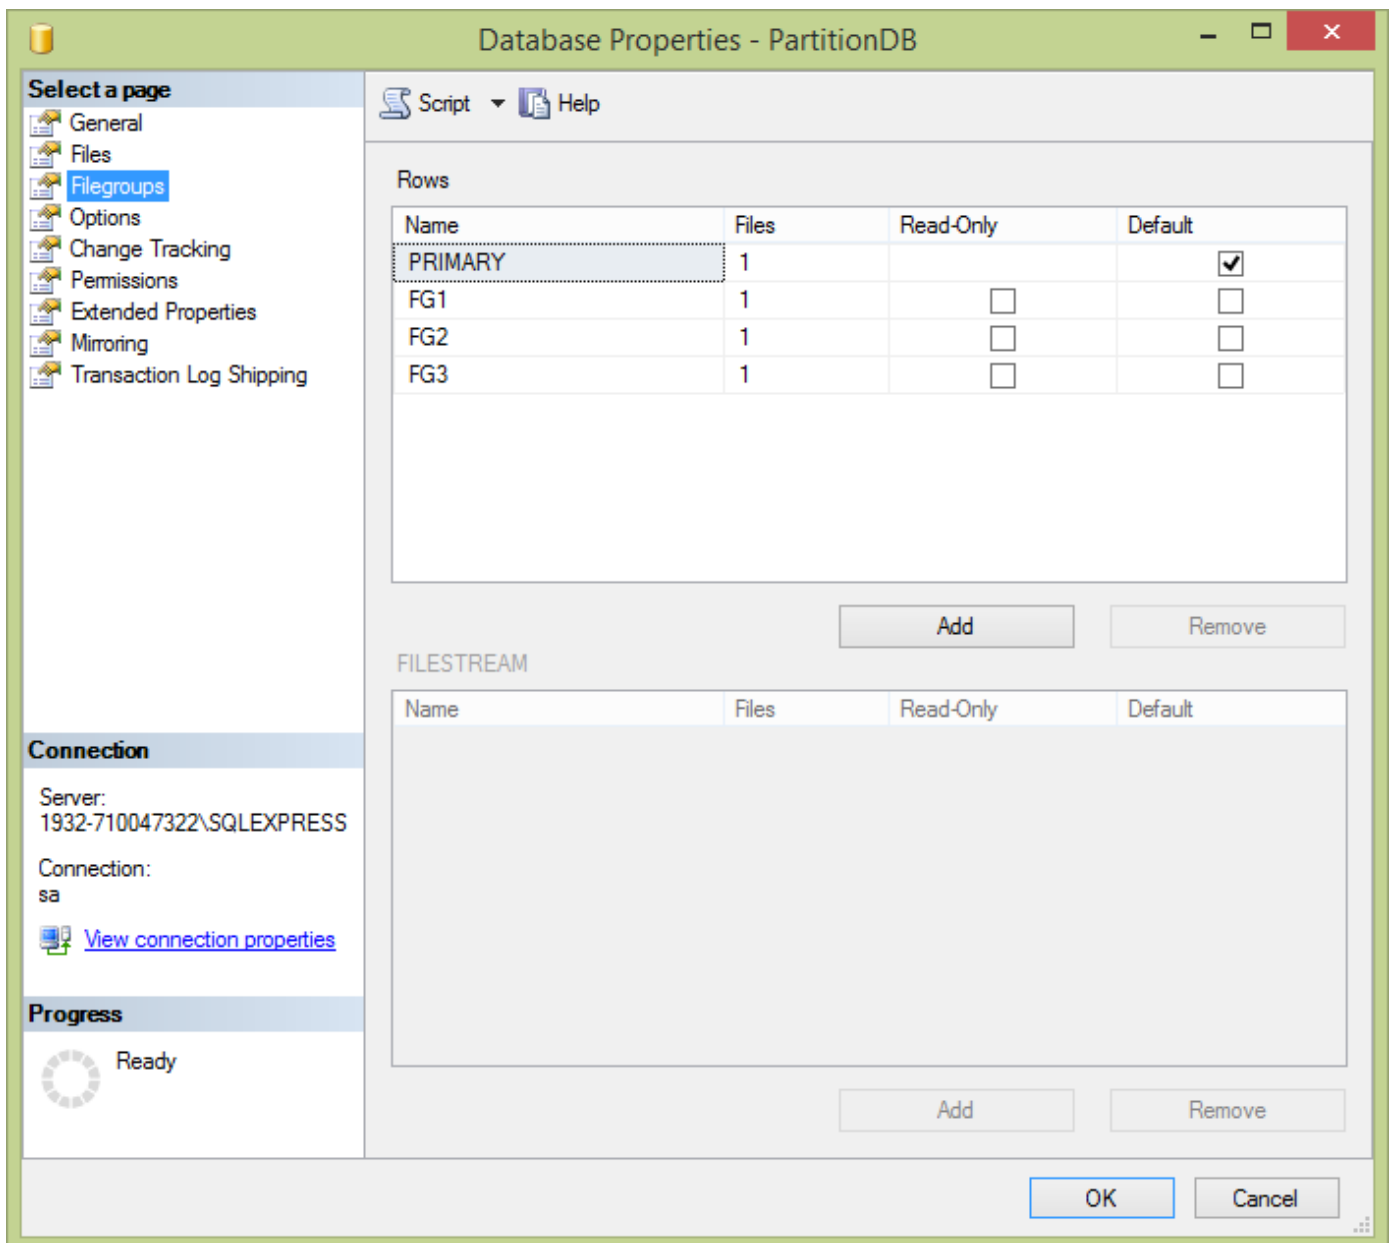 Database Properties - PartitionDB
Select a page
General
Files
Filegroups
Options
Change Tracking
Permissions
Extended Properties
Mirroring
Transaction Log Shipping
Connection
Server:
1932-710047322\SQLEXPRESS
Connection:
sa
View connection properties
Progress
Ready
Script Help
Rows
Name Files Read-Only Default
PRIMARY 1
FG1 1
FG2 1
FG3 1
Add Remove
FILESTREAM
Name Files Read-Only Default
Add Remove
OK Cancel